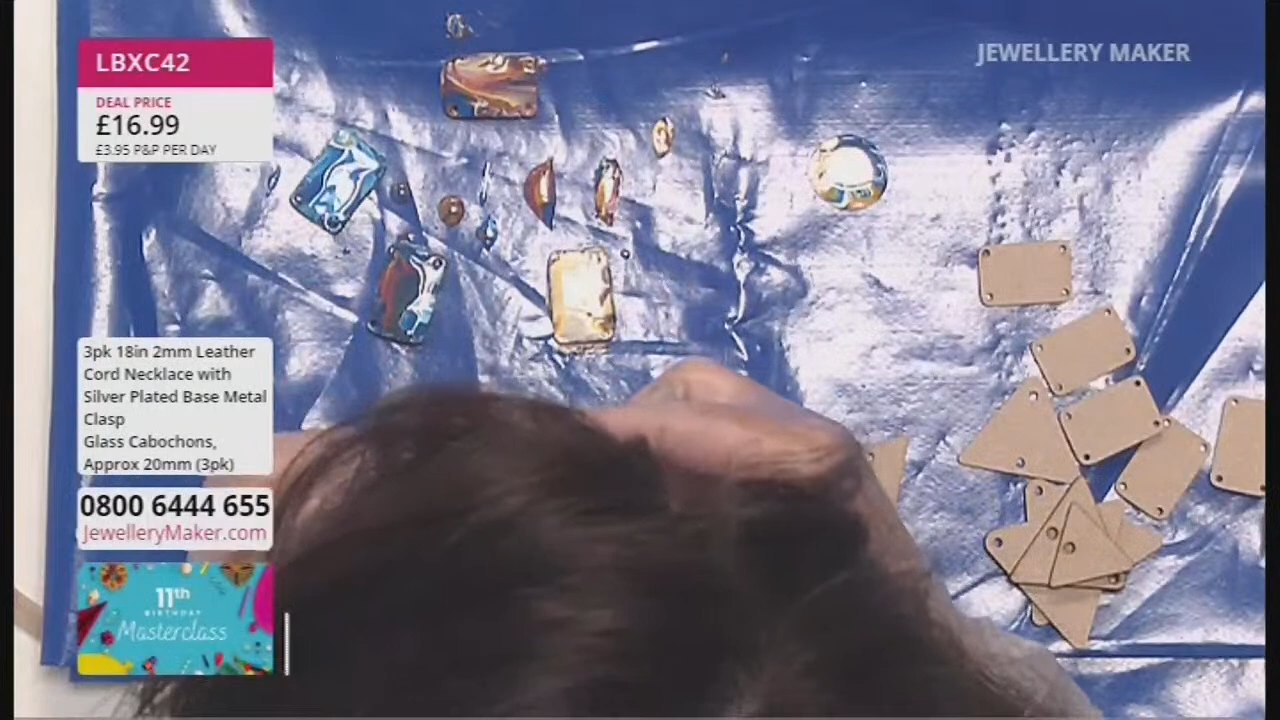 LBXC42
DEAL PRICE
£16.99
£3.95 P&P PER DAY
JEWELLERY MAKER
3pk 18in 2mm Leather
Cord Necklace with
Silver Plated Base Metal
Clasp
Glass Cabochons,
Approx 20mm (3pk)
0800 6444 655
JewelleryMaker.com
11th
BIRTHDAY
Masterclass